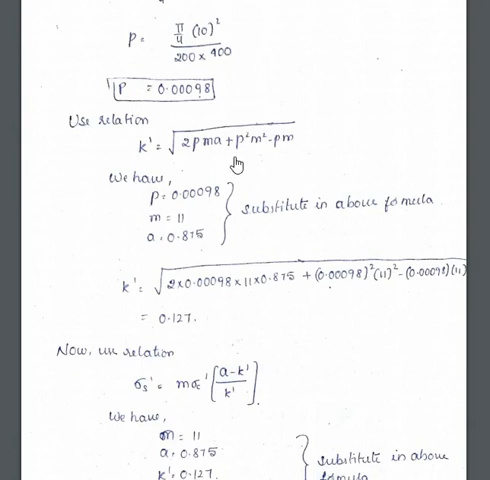 P = π/4 (10)² / 200 × 400
P = 0.00098
Use relation
k' = √2pma + p²m² - pm
We have,
p = 0.00098
m = 11
a = 0.875
substitute in above formula.
k' = √2×0.00098×11×0.875 + (0.00098)²(11)² - (0.00098)(11)
= 0.127.
Now, use relation
σs' = mσc' [a-k' / k'].
We have,
m = 11
a = 0.875
k' = 0.127.
substitute in above
formula